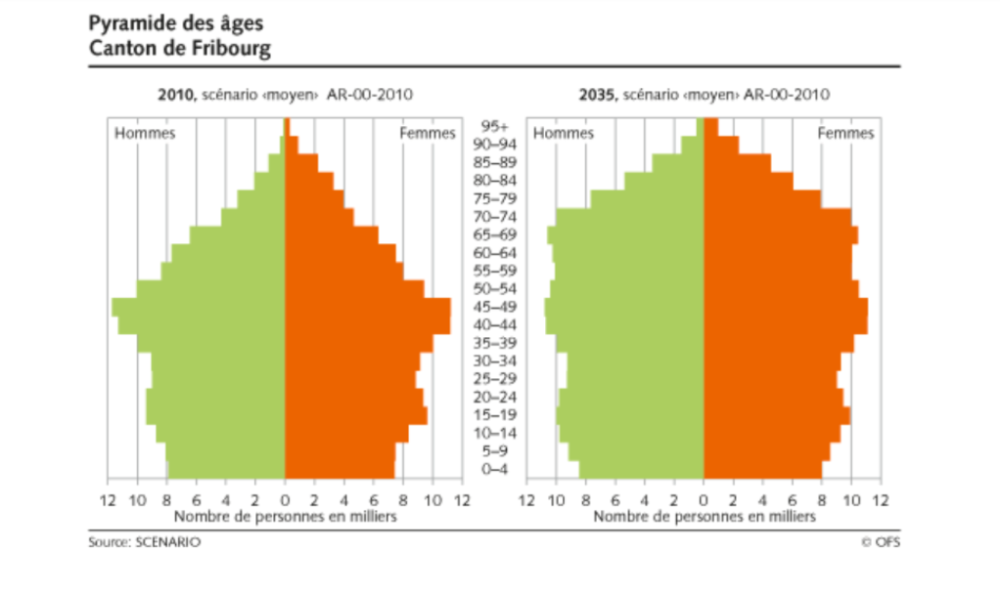 Pyramide des âges
Canton de Fribourg
2010, scénario ‹moyen› AR-00-2010
2035, scénario ‹moyen› AR-00-2010
Hommes
Femmes
95+
90–94
85–89
80–84
75–79
70–74
65–69
60–64
55–59
50–54
45–49
40–44
35–39
30–34
25–29
20–24
15–19
10–14
5–9
0–4
Hommes
Femmes
12 10 8 6 4 2 0 2 4 6 8 10 12
Nombre de personnes en milliers
12 10 8 6 4 2 0 2 4 6 8 10 12
Nombre de personnes en milliers
Source: SCENARIO
© OFS